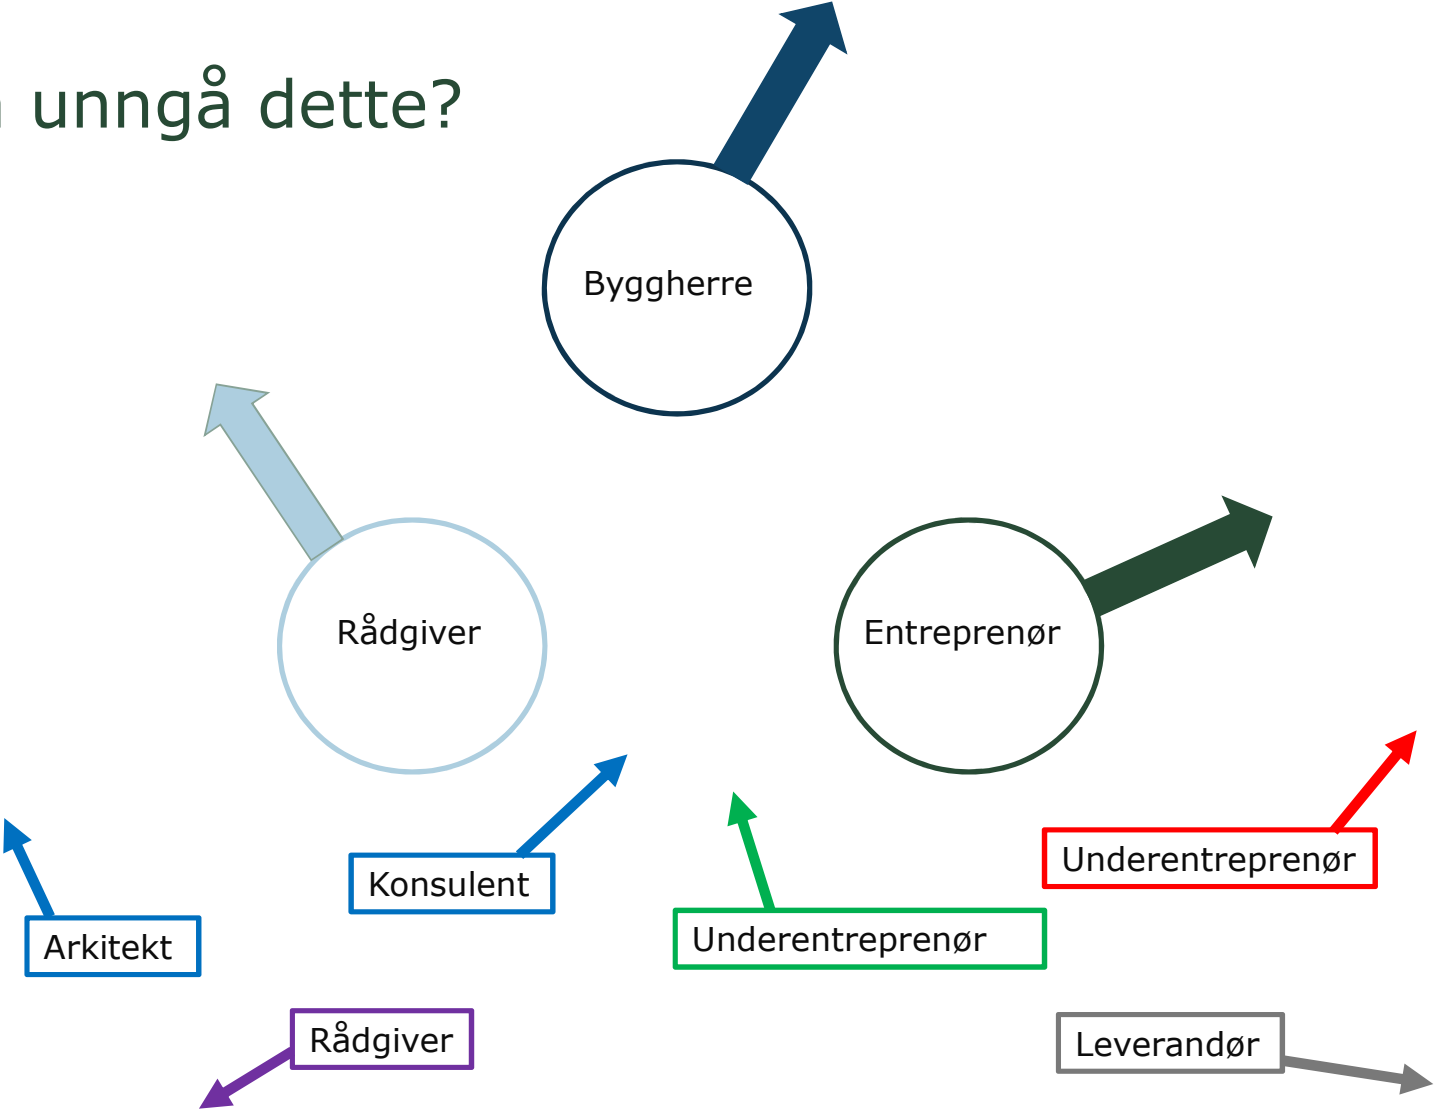 unngå dette?
Byggherre
Rådgiver
Entreprenør
Underentreprenør
Konsulent
Underentreprenør
Arkitekt
Rådgiver
Leverandør